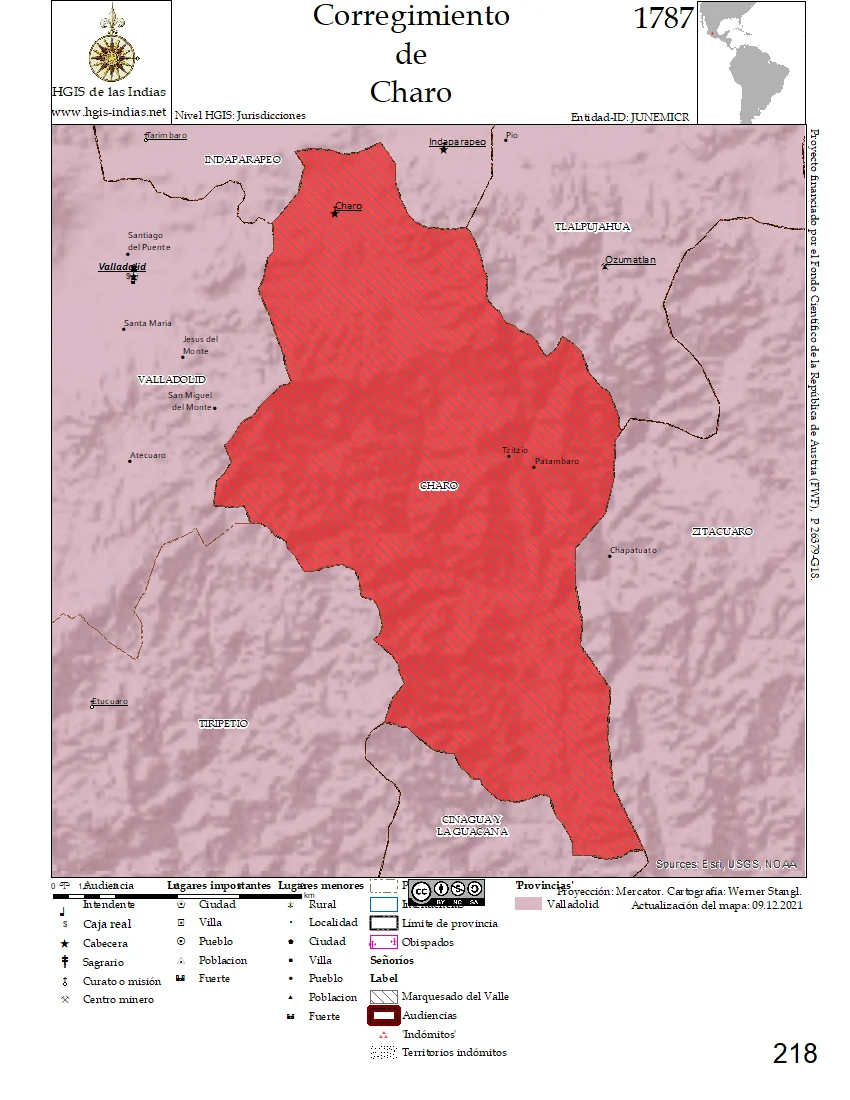 Corregimiento
de
Charo
1787
HGIS de las Indias
www.hgis-indias.net
Nivel HGIS: Jurisdicciones
Entidad-ID: JUNEMICR
Tarimbaro
INDAPARAPEO
Indaparapeo
Pio
Charo
TLALPUJAHUA
Santiago
del Puente
Valladolid
Ozumatlan
Santa Maria
Jesus del
Monte
VALLADOLID
San Miguel
del Monte
Atecuaro
Tzitzio
Patambaro
CHARO
ZITACUARO
Chapatuato
Etucuaro
TIRIPETIO
CINAGUA Y
LA GUACANA
Sources: Esri, USGS, NOAA
Proyecto financiado por el Fondo Científico de la República de Austria (FWF), P 26379-G18.
0
km
Audiencia
Intendente
Caja real
Cabecera
Sagrario
Curato o misión
Centro minero
Lugares importantes
Ciudad
Villa
Pueblo
Poblacion
Fuerte
Lugares menores
Rural
Localidad
Ciudad
Villa
Pueblo
Poblacion
Fuerte
Límite de provincia
Obispados
Señoríos
Label
Marquesado del Valle
Audiencias
'Indómitos'
Territorios indómitos
CC
BY NC SA
'Provincias'
Valladolid
Proyección: Mercator. Cartografía: Werner Stangl.
Actualización del mapa: 09.12.2021
218